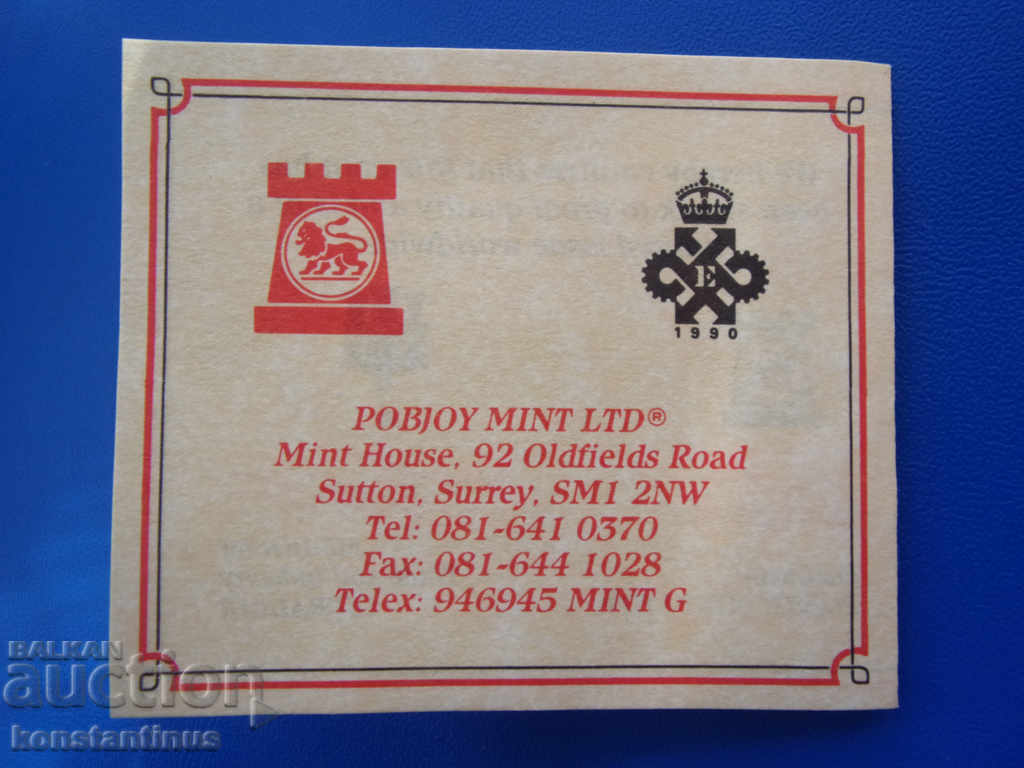 E
1990
POBJOY MINT LTD®
Mint House, 92 Oldfields Road
Sutton, Surrey, SM1 2NW
Tel: 081-641 0370
Fax: 081-644 1028
Telex: 946945 MINT G
BALKAN
auction
konstantinus